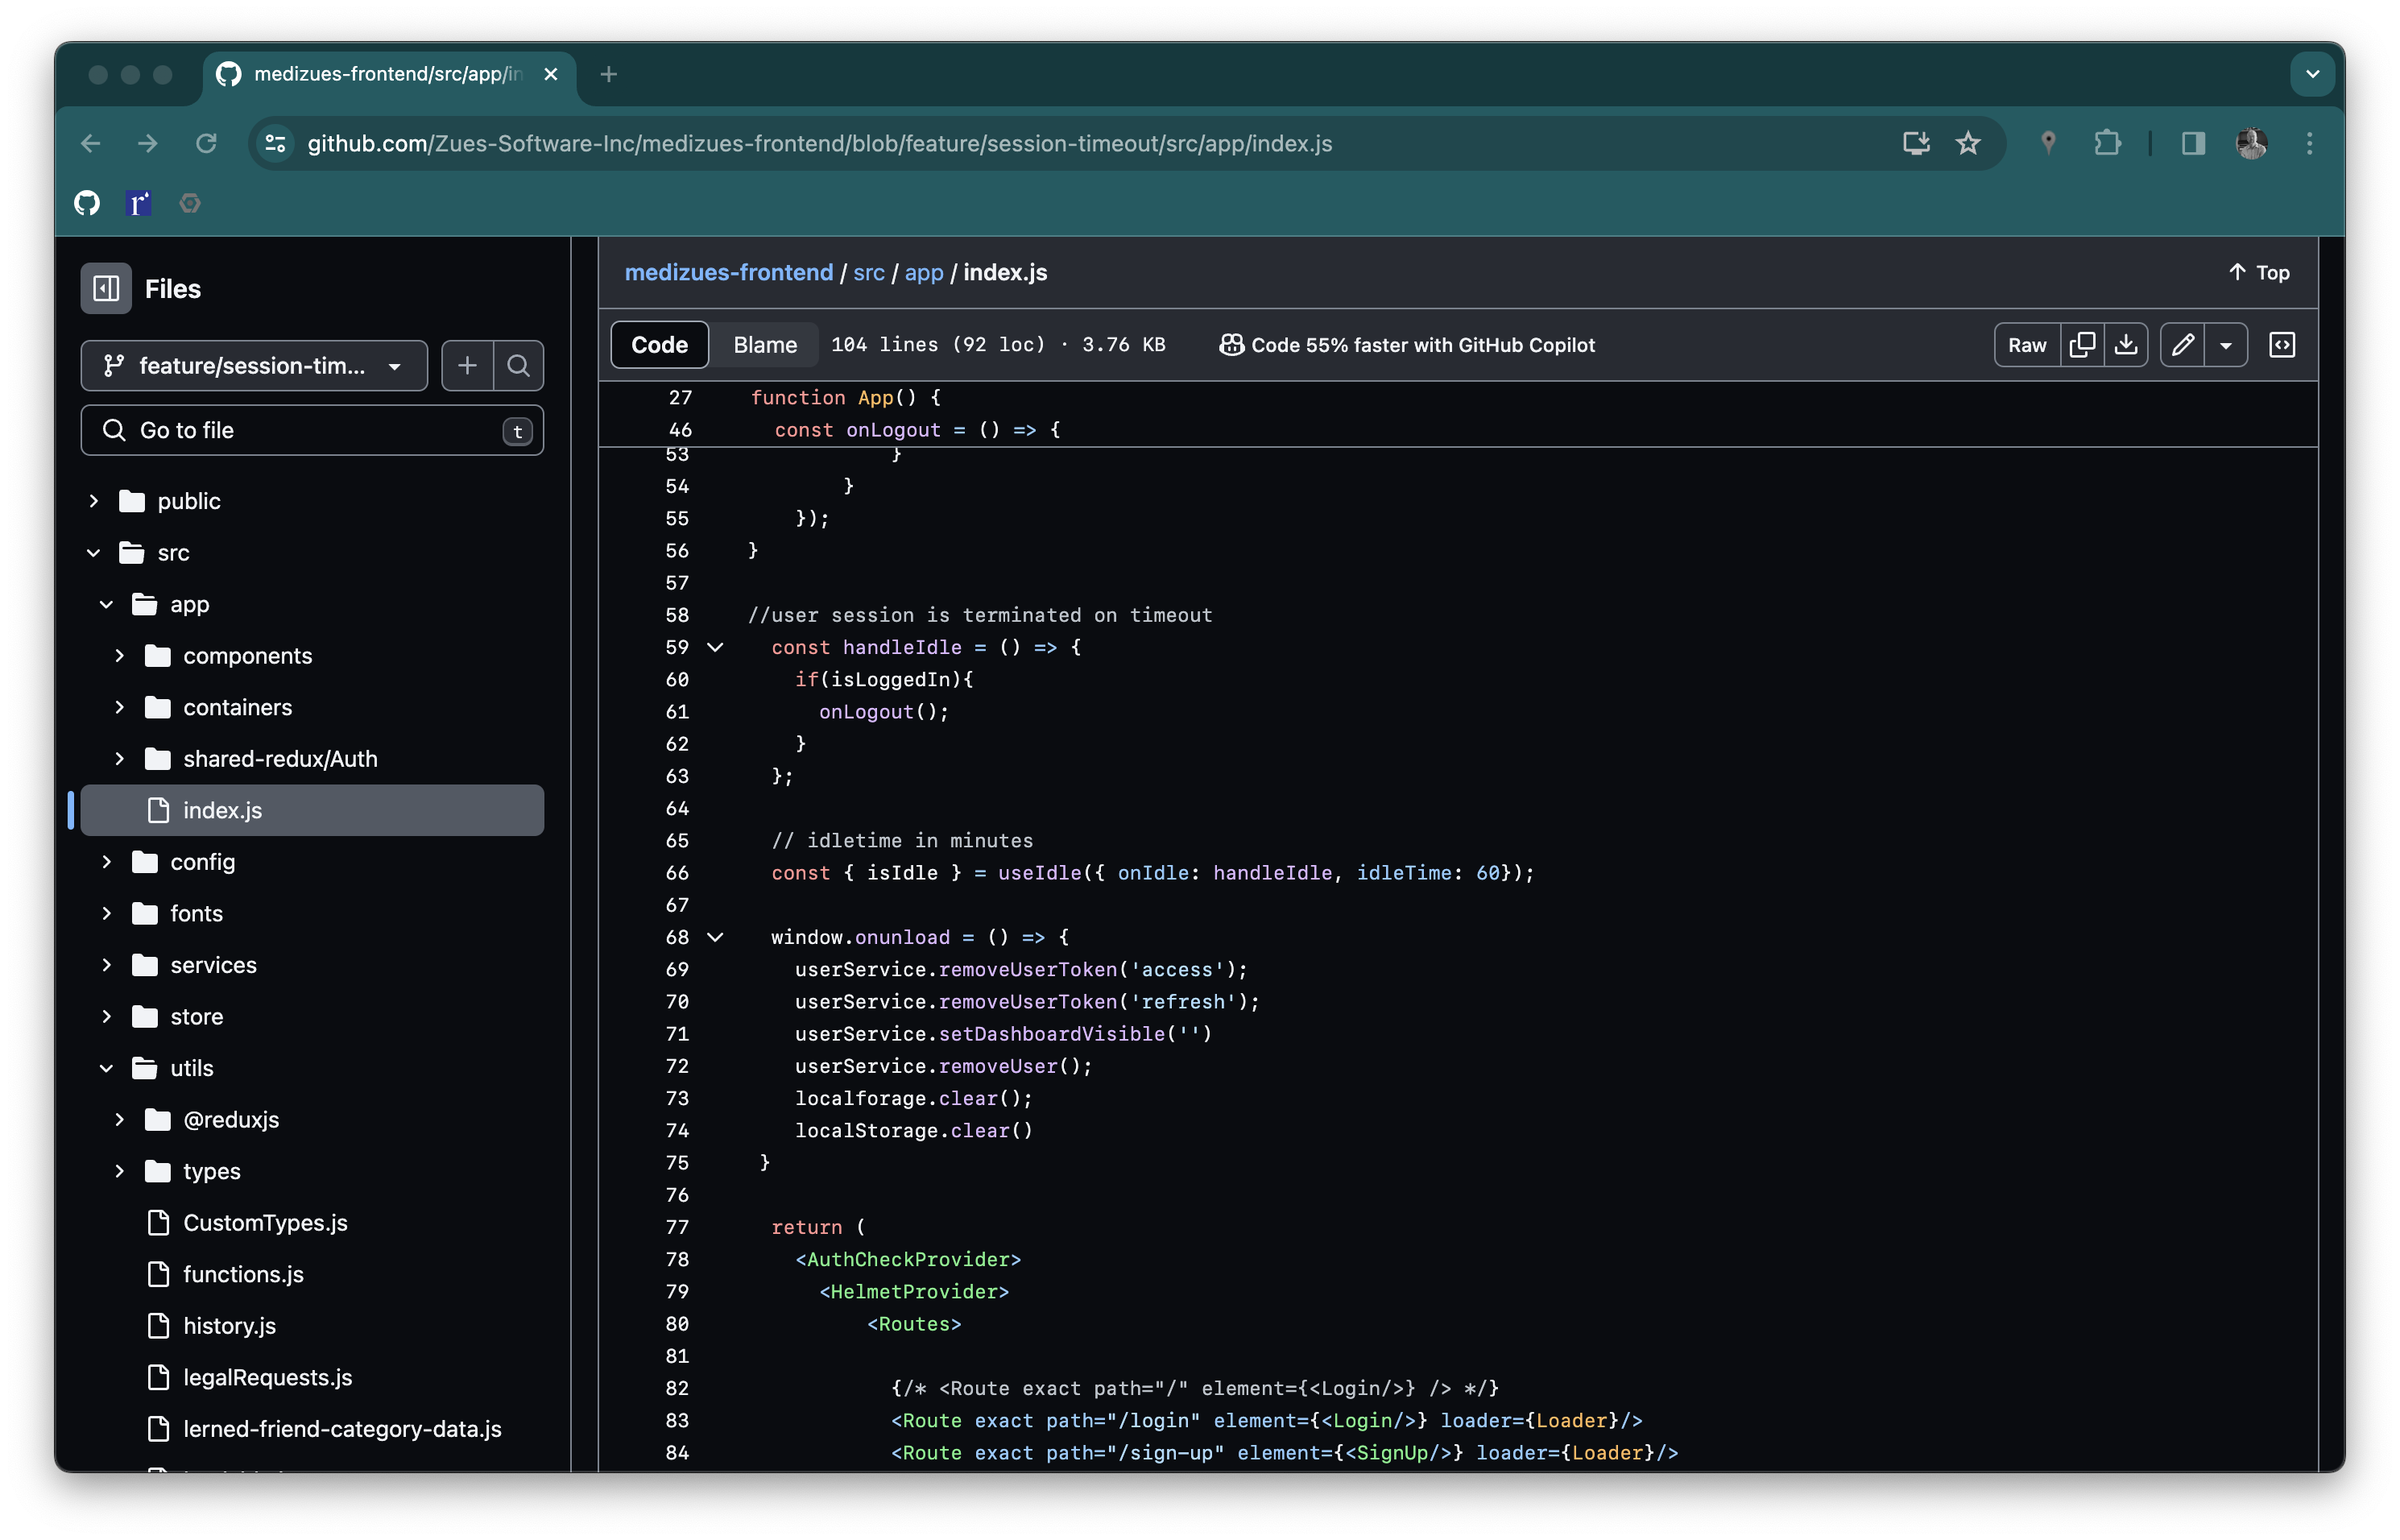 medizues-frontend/src/app/in
github.com/Zues-Software-Inc/medizues-frontend/blob/feature/session-timeout/src/app/index.js
r
Files
feature/session-tim...
Go to file
t
public
src
app
components
containers
shared-redux/Auth
index.js
config
fonts
services
store
utils
@reduxjs
types
CustomTypes.js
functions.js
history.js
legalRequests.js
lerned-friend-category-data.js
medizues-frontend / src / app / index.js
Top
Code
Blame
104 lines (92 loc) · 3.76 KB
Code 55% faster with GitHub Copilot
Raw
27 function App() {
46 const onLogout = () => {
53 }
54 }
55 });
56 }
57
58 //user session is terminated on timeout
59 const handleIdle = () => {
60 if(isLoggedIn){
61 onLogout();
62 }
63 };
64
65 // idletime in minutes
66 const { isIdle } = useIdle({ onIdle: handleIdle, idleTime: 60});
67
68 window.onunload = () => {
69 userService.removeUserToken('access');
70 userService.removeUserToken('refresh');
71 userService.setDashboardVisible('')
72 userService.removeUser();
73 localforage.clear();
74 localStorage.clear()
75 }
76
77 return (
78 <AuthCheckProvider>
79 <HelmetProvider>
80 <Routes>
81
82 {/* <Route exact path="/" element={<Login/>} /> */}
83 <Route exact path="/login" element={<Login/>} loader={Loader}/>
84 <Route exact path="/sign-up" element={<SignUp/>} loader={Loader}/>